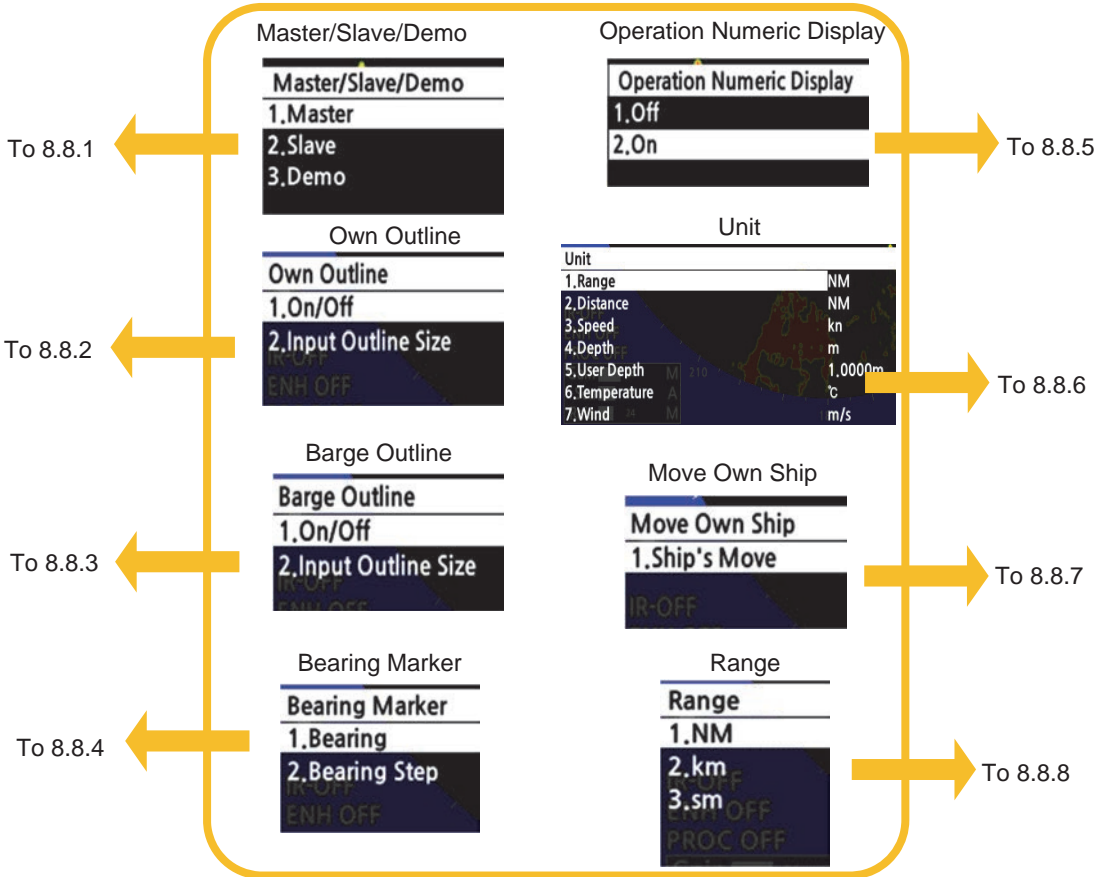 Master/Slave/Demo
Master/Slave/Demo
1.Master
2.Slave
3.Demo
To 8.8.1
Own Outline
Own Outline
1.On/Off
2.Input Outline Size
IR-OFF
ENH OFF
To 8.8.2
Barge Outline
Barge Outline
1.On/Off
2.Input Outline Size
IR-OFF
ENH OFF
To 8.8.3
Bearing Marker
Bearing Marker
1.Bearing
2.Bearing Step
IR-OFF
ENH OFF
To 8.8.4
Operation Numeric Display
Operation Numeric Display
1.Off
2.On
To 8.8.5
Unit
Unit
1.Range NM
2.Distance NM
3.Speed kn
4.Depth m
5.User Depth M 210 1.0000m
6.Temperature A °C
7.Wind 24 M m/s
To 8.8.6
Move Own Ship
Move Own Ship
1.Ship's Move
IR-OFF
To 8.8.7
Range
Range
1.NM
2.km
IR-OFF
3.sm
ENH OFF
PROC OFF
To 8.8.8